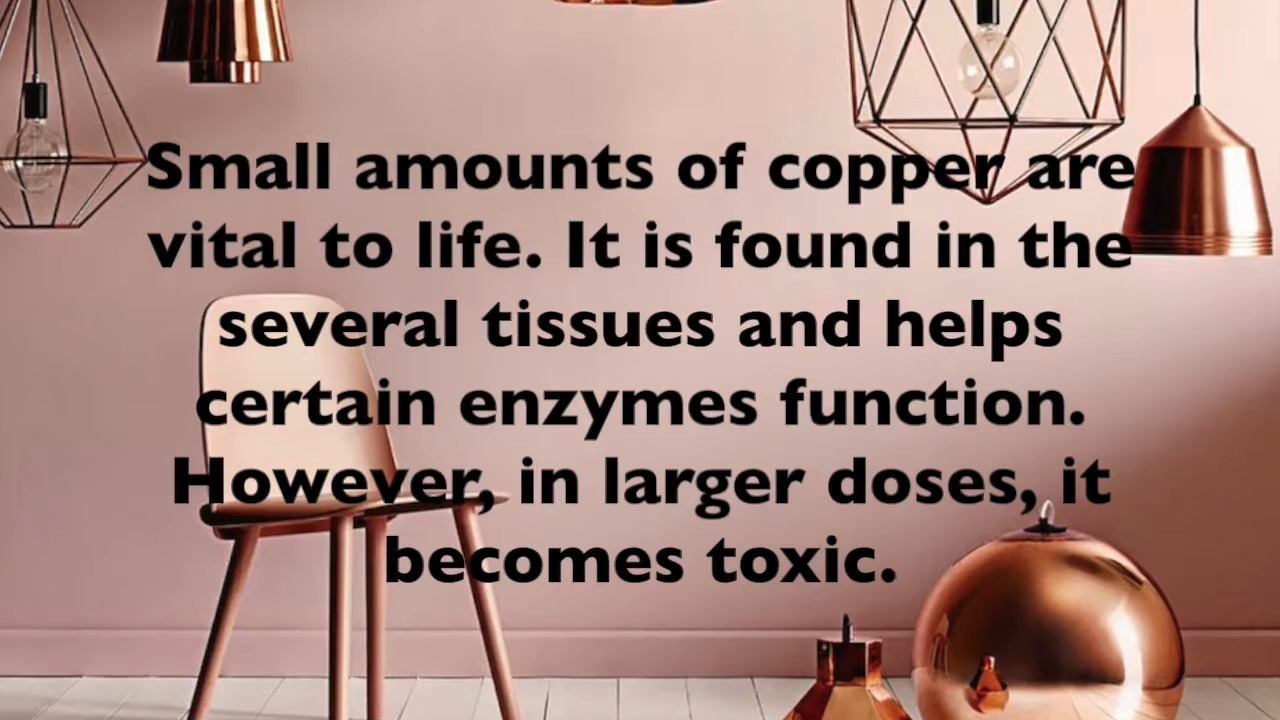 Small amounts of copper are
vital to life. It is found in the
several tissues and helps
certain enzymes function.
However, in larger doses, it
becomes toxic.